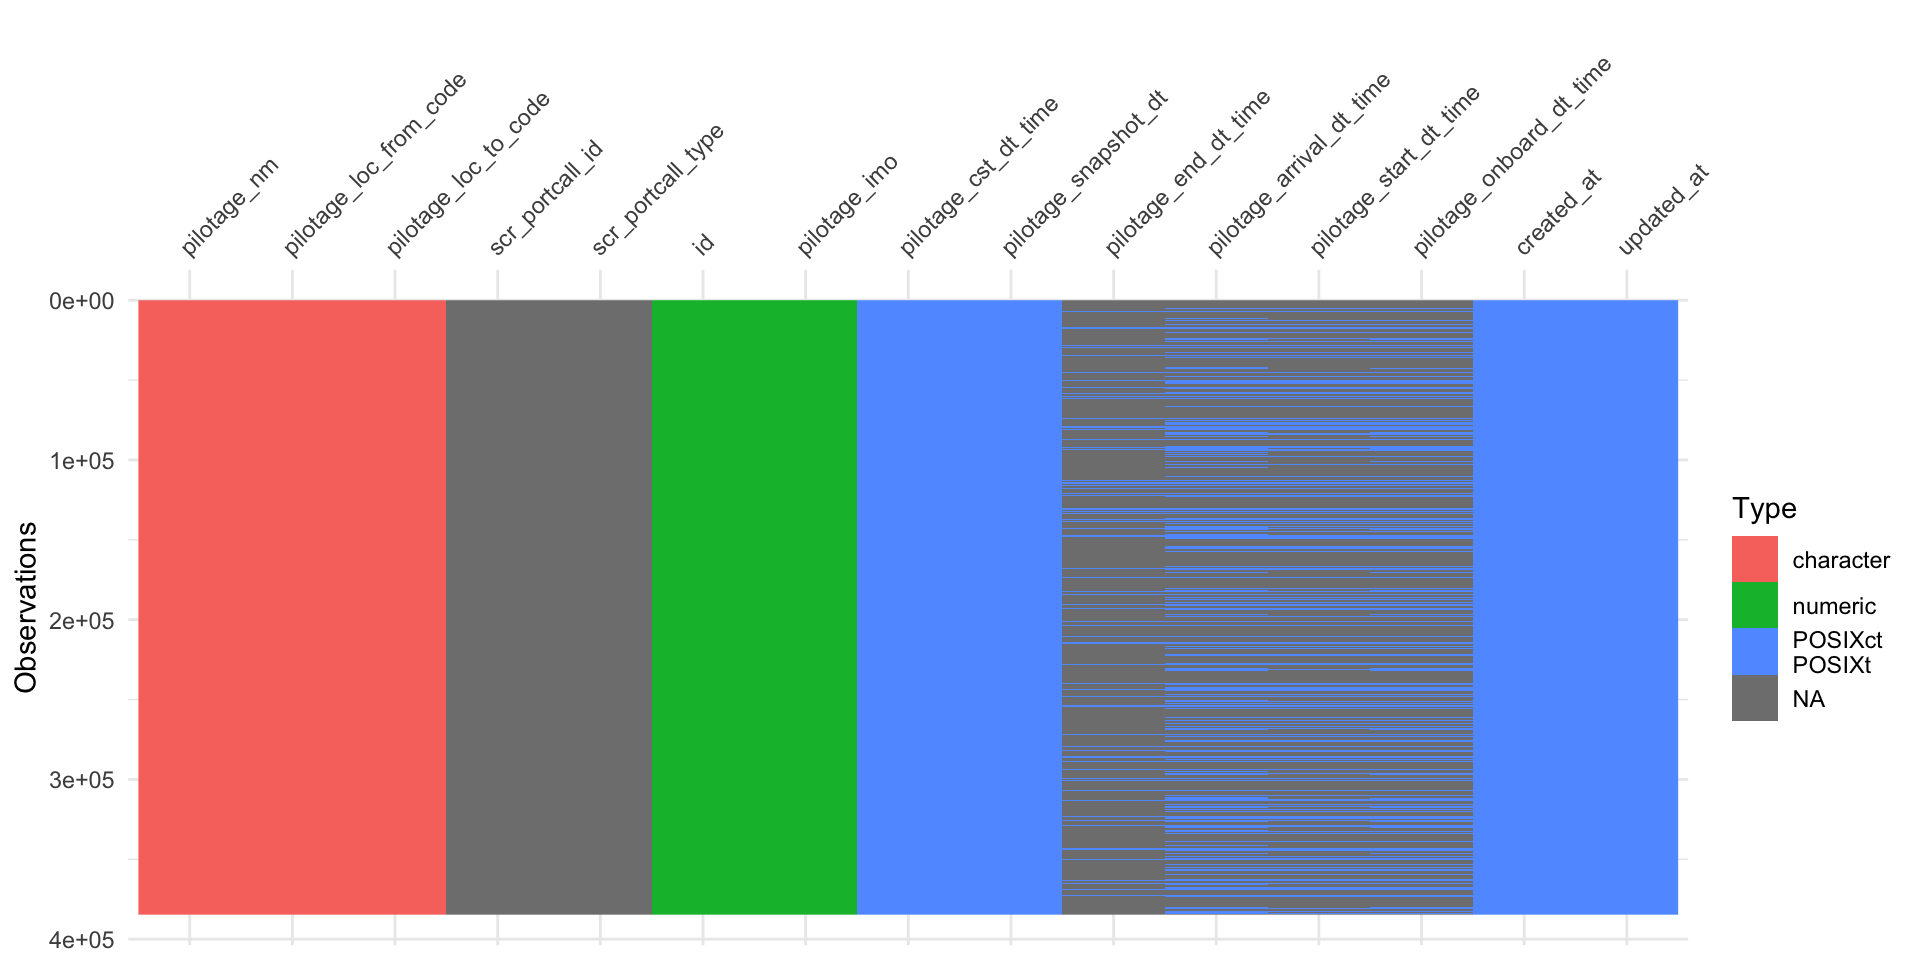 pilotage_nm
pilotage_loc_from_code
pilotage_loc_to_code
scr_portcall_id
scr_portcall_type
id
pilotage_imo
pilotage_cst_dt_time
pilotage_snapshot_dt
pilotage_end_dt_time
pilotage_arrival_dt_time
pilotage_start_dt_time
pilotage_onboard_dt_time
created_at
updated_at
0e+00
1e+05
2e+05
3e+05
4e+05
Observations
Type
character
numeric
POSIXct
POSIXt
NA